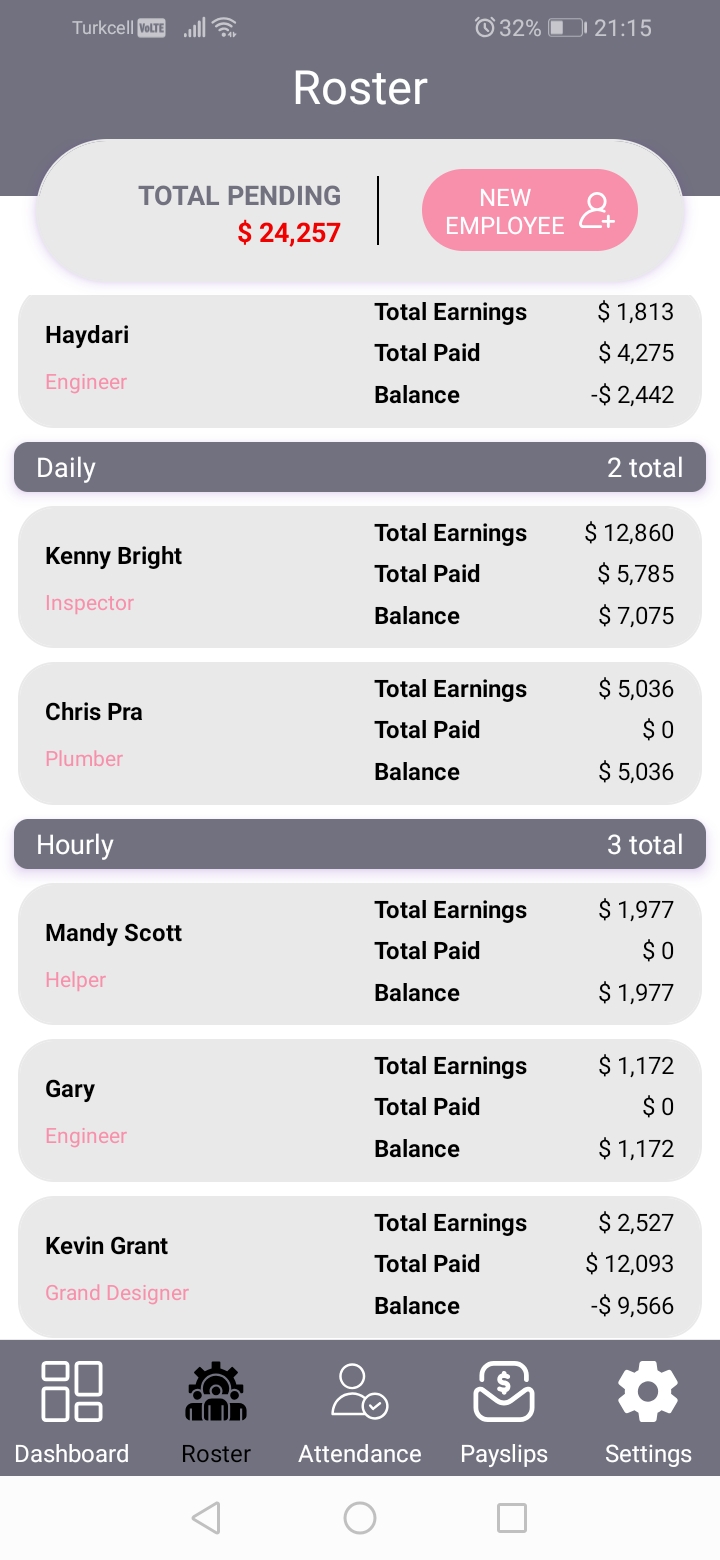 Turkcell VoLTE 32% 21:15
Roster
TOTAL PENDING
$ 24,257
NEW
EMPLOYEE
Total Earnings $ 1,813
Haydari
Total Paid $ 4,275
Engineer
Balance -$ 2,442
Daily 2 total
Total Earnings $ 12,860
Kenny Bright
Total Paid $ 5,785
Inspector
Balance $ 7,075
Total Earnings $ 5,036
Chris Pra
Total Paid $ 0
Plumber
Balance $ 5,036
Hourly 3 total
Total Earnings $ 1,977
Mandy Scott
Total Paid $ 0
Helper
Balance $ 1,977
Total Earnings $ 1,172
Gary
Total Paid $ 0
Engineer
Balance $ 1,172
Total Earnings $ 2,527
Kevin Grant
Total Paid $ 12,093
Grand Designer
Balance -$ 9,566
Dashboard Roster Attendance Payslips Settings